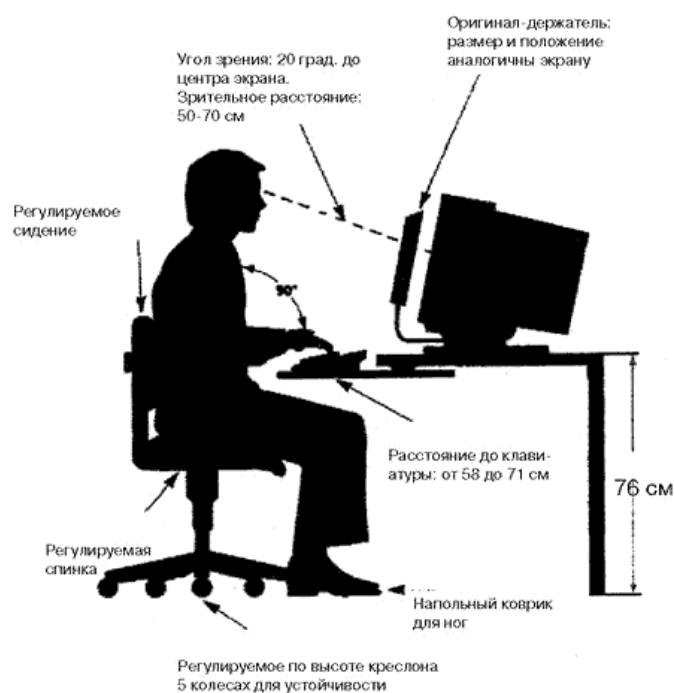 Оригинал-держатель:
размер и положение
аналогичны экрану
Угол зрения: 20 град. до
центра экрана.
Зрительное расстояние:
50-70 см
Регулируемое
сидение
90°
Расстояние до клави-
атуры: от 58 до 71 см
76 см
Регулируемая
спинка
Напольный коврик
для ног
Регулируемое по высоте креслона
5 колесах для устойчивости